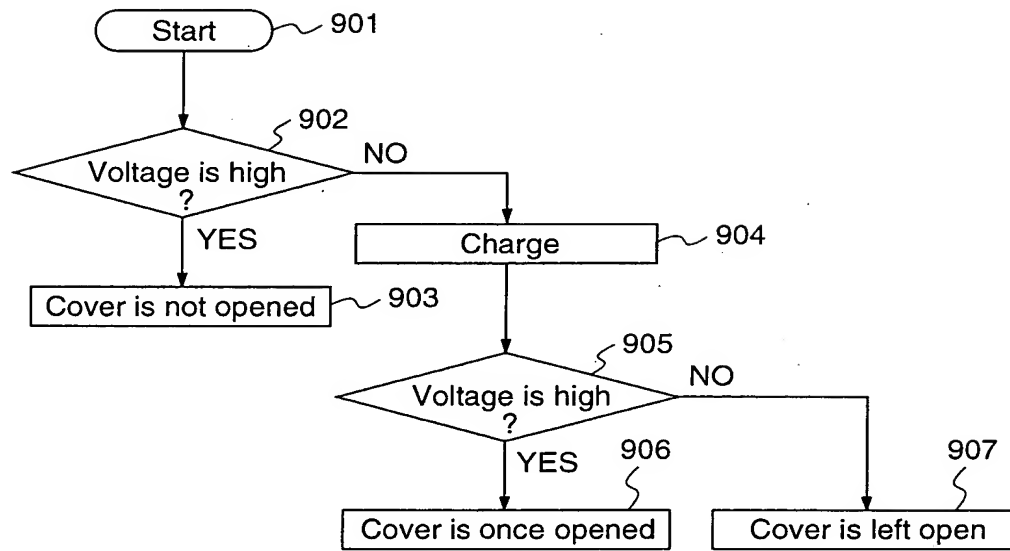 Start
901
902
Voltage is high
?
NO
YES
Charge
904
Cover is not opened
903
905
Voltage is high
?
NO
YES
906
907
Cover is once opened
Cover is left open